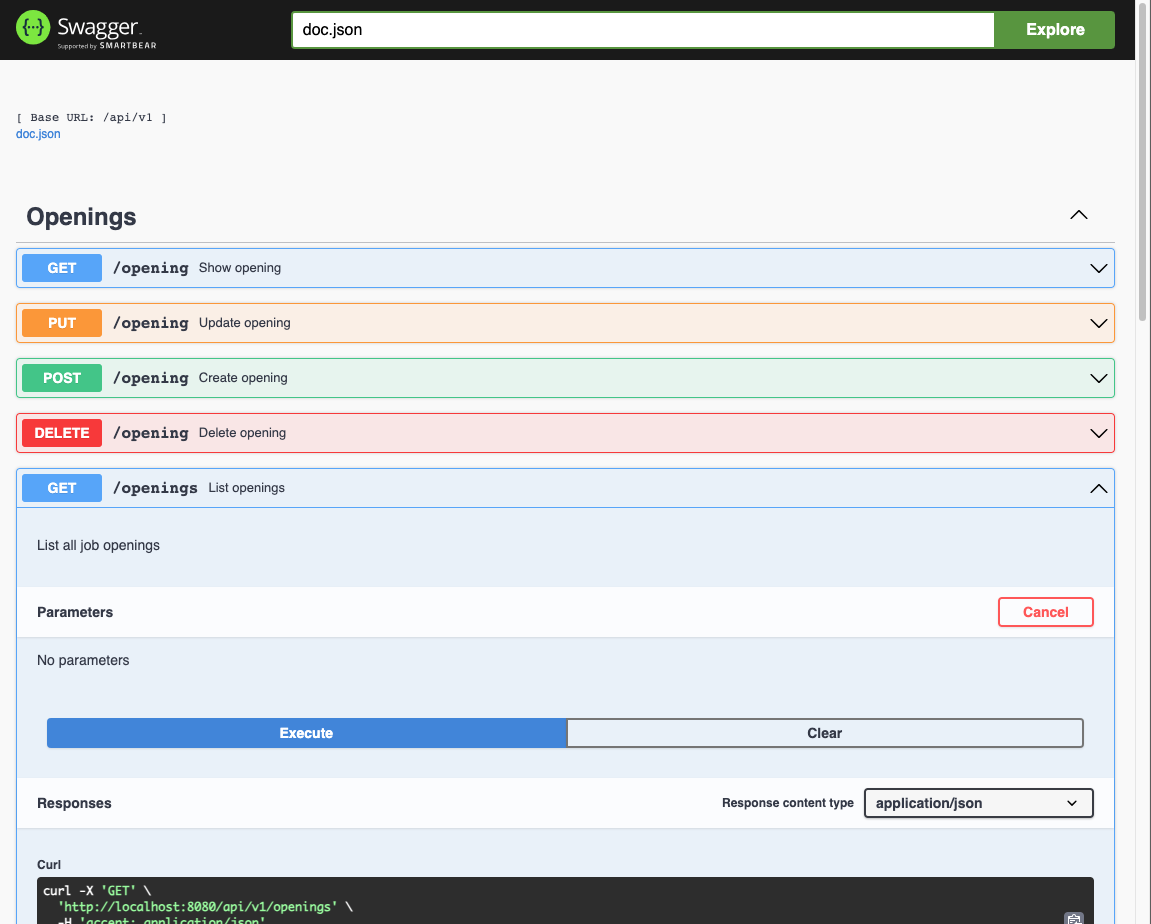 Swagger
Supported by SMARTBEAR
doc.json
Explore
[ Base URL: /api/v1 ]
doc.json
Openings
GET /opening Show opening
PUT /opening Update opening
POST /opening Create opening
DELETE /opening Delete opening
GET /openings List openings
List all job openings
Parameters
Cancel
No parameters
Execute
Clear
Responses
Response content type
application/json
Curl
curl -X 'GET' \
'http://localhost:8080/api/v1/openings' \
-H 'accept: application/json'